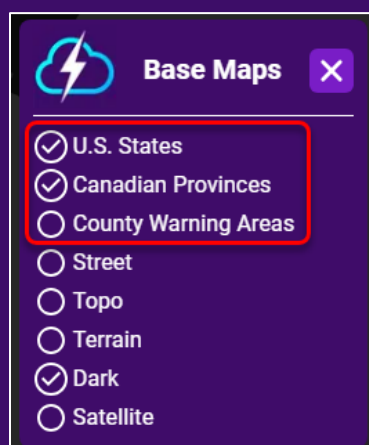 Base Maps
U.S. States
Canadian Provinces
County Warning Areas
Street
Topo
Terrain
Dark
Satellite